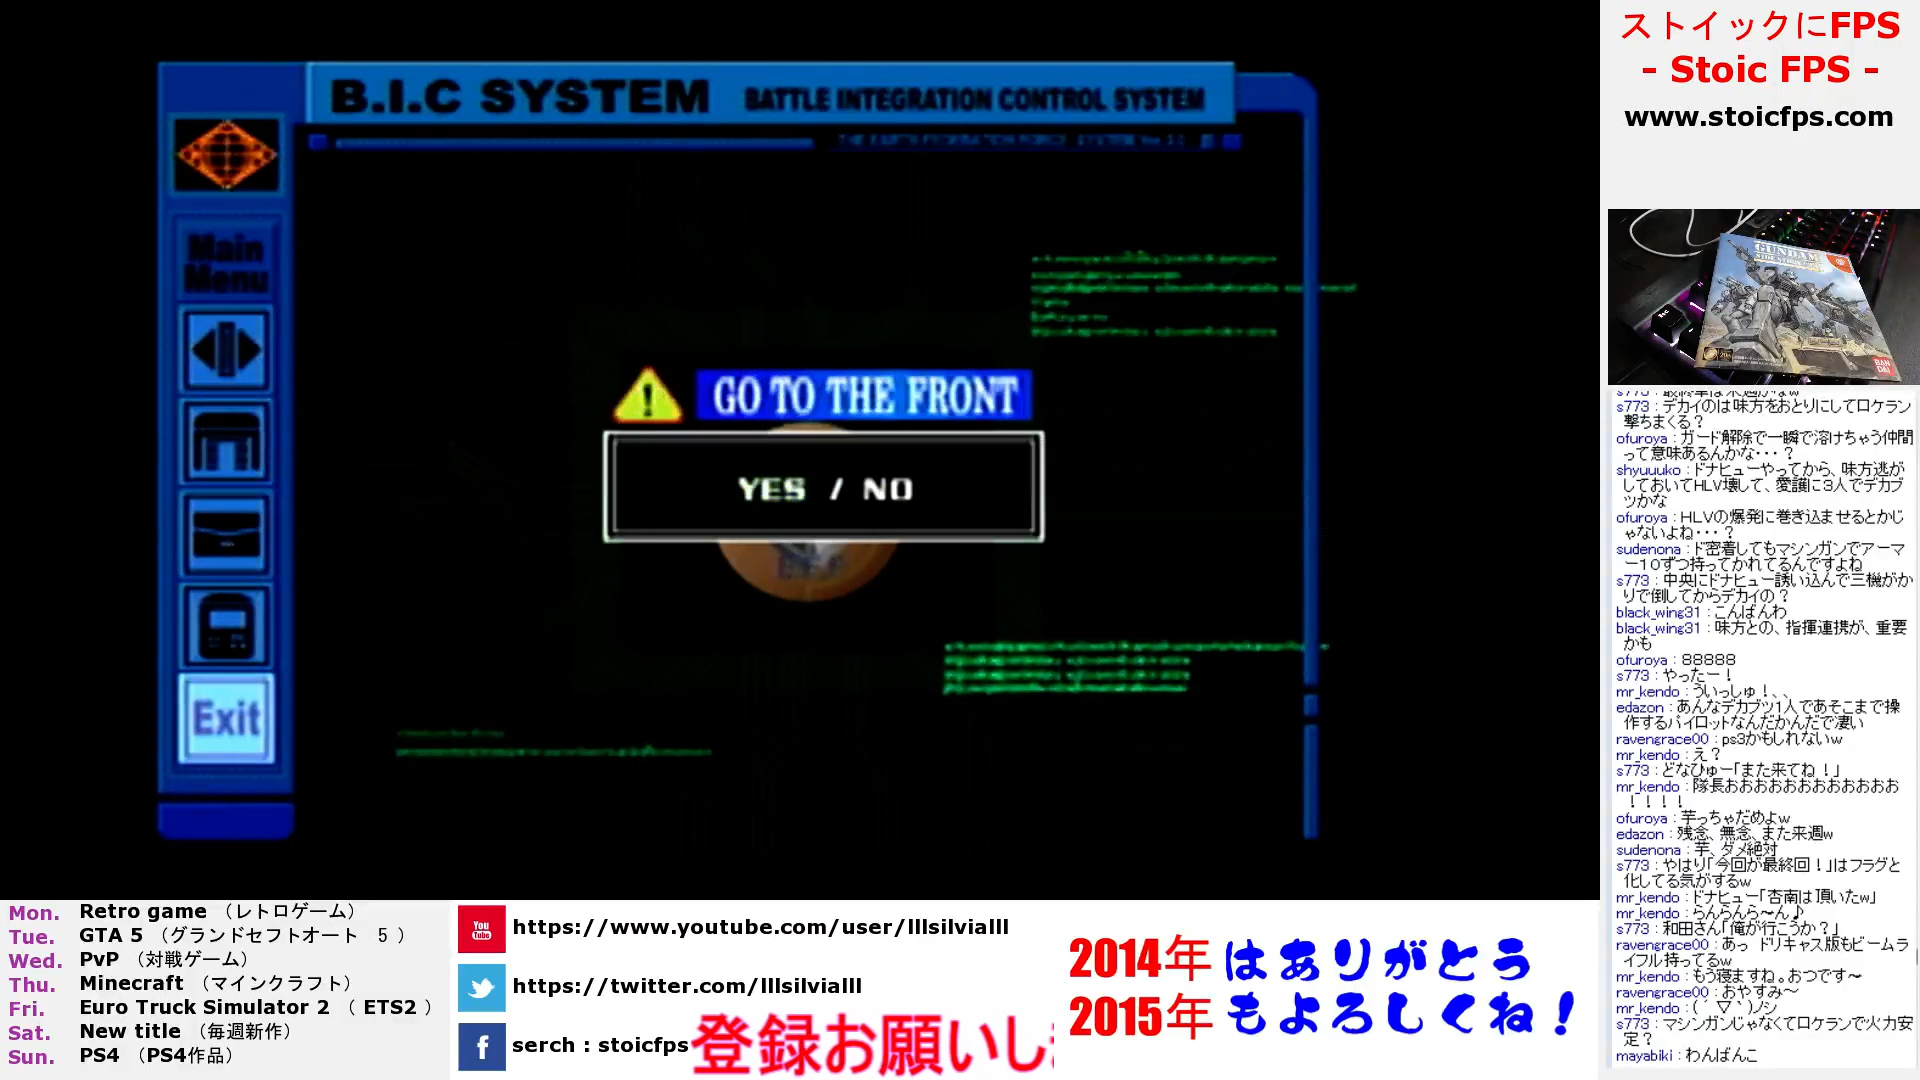 B.I.C SYSTEM BATTLE INTEGRATION CONTROL SYSTEM
Main
Menu
GO TO THE FRONT
YES / NO
Exit
ストイックにFPS
- Stoic FPS -
www.stoicfps.com
GUNDAM
s773 : デカイのは味方をおとりにしてロケラン
撃ちまくる？
ofuroya : ガード解除で一瞬で溶けちゃう仲間
って意味あるんかな・・・？
shyuuuko : ドナヒューやってから、味方逃が
しておいてHLV壊して、愛護に3人でデカブ
ツかな
ofuroya : HLVの爆発に巻き込ませるとかじ
ゃないよね・・・？
sudenona : ド密着してもマシンガンでアーマ
ー１０ずつ持ってかれてるんですよね
s773 : 中央にドナヒュー誘い込んで三機がか
りで倒してからデカイの？
black_wing31 : こんばんわ
black_wing31 : 味方との、指揮連携が、重要
かも
ofuroya : 88888
s773 : やったー！
mr_kendo : ういっしゅ！、、
edazon : あんなデカブツ1人であそこまで操
作するパイロットなんだかんだで凄い
ravengrace00 : ps3かもしれないw
mr_kendo : え？
s773 : どなひゅー「また来てね！」
mr_kendo : 隊長おおおおおおおおおおおお
！！！！
ofuroya : 芋っちゃだめよw
edazon : 残念、無念、また来週w
sudenona : 芋、ダメ絶対
s773 : やはり「今回が最終回！」はフラグと
化してる気がするw
mr_kendo : ドナヒュー「杏南は頂いたw」
mr_kendo : らんらんら～ん♪
s773 : 和田さん「俺が行こうか？」
ravengrace00 : あっ ドリキャス版もビームラ
イフル持ってるw
mr_kendo : もう寝ますね。おつです～
ravengrace00 : おやすみ～
mr_kendo : (´▽｀)ノシ
s773 : マシンガンじゃなくてロケランで火力安
定？
mayabiki : わんばんこ
Mon. Retro game （レトロゲーム）
Tue. GTA 5 （グランドセフトオート 5 ）
Wed. PvP （対戦ゲーム）
Thu. Minecraft （マインクラフト）
Fri. Euro Truck Simulator 2 （ ETS2 ）
Sat. New title （毎週新作）
Sun. PS4 （PS4作品）
You
Tube
https://www.youtube.com/user/lllsilvialll
https://twitter.com/lllsilvialll
serch : stoicfps
登録お願いし
2014年はありがとう
2015年もよろしくね！